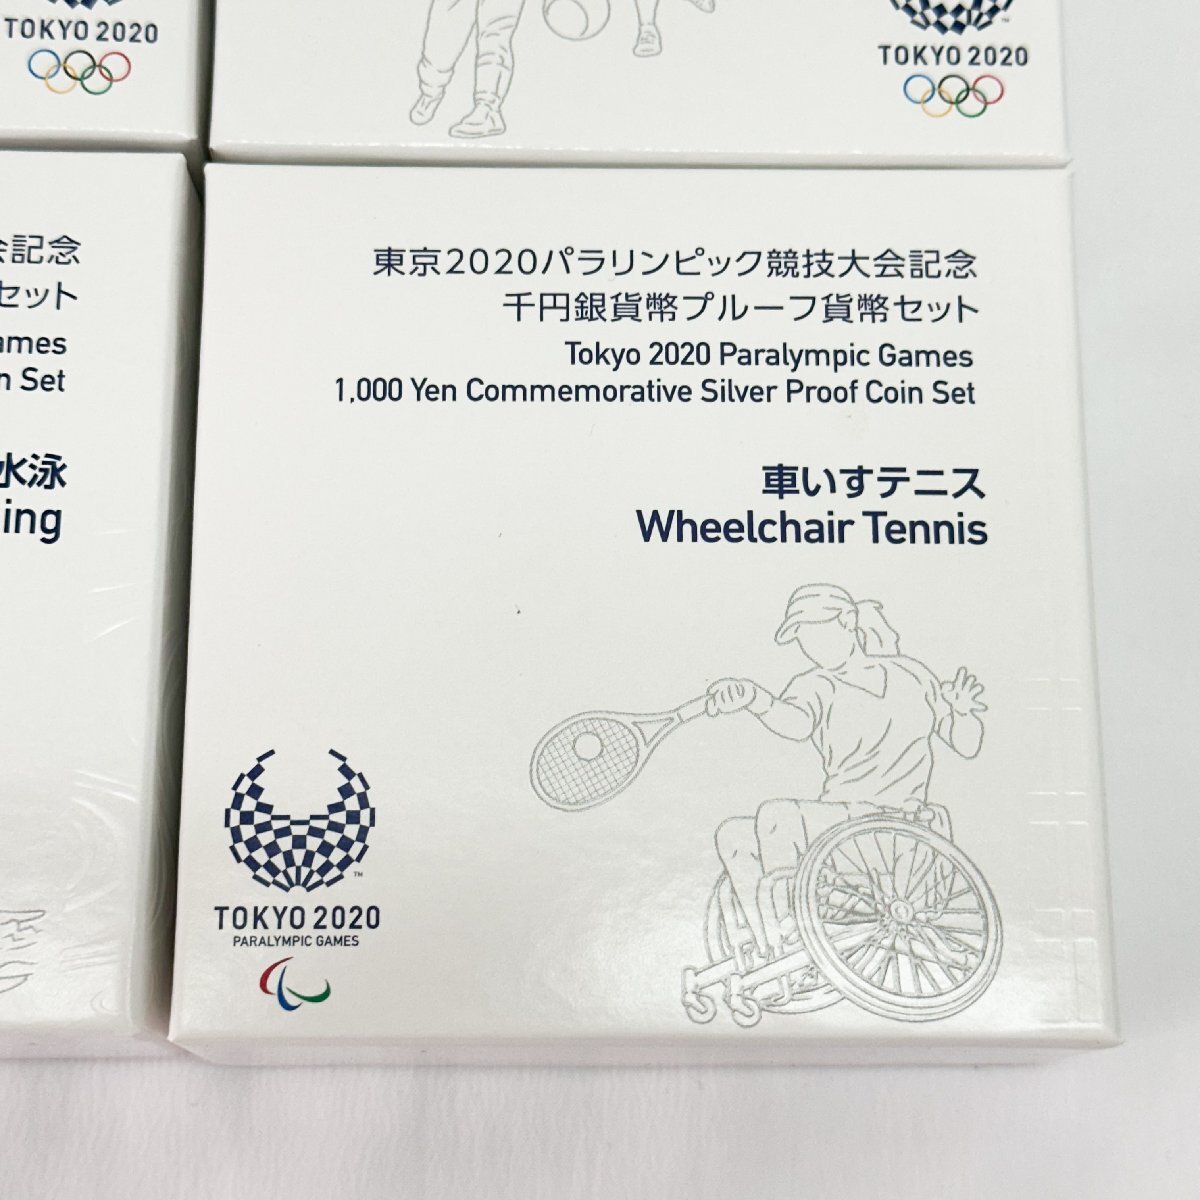 TOKYO 2020
TOKYO 2020
会記念
セット
ames
n Set
水泳
ing
東京2020パラリンピック競技大会記念
千円銀貨幣プルーフ貨幣セット
Tokyo 2020 Paralympic Games
1,000 Yen Commemorative Silver Proof Coin Set
車いすテニス
Wheelchair Tennis
TM
TOKYO 2020
PARALYMPIC GAMES